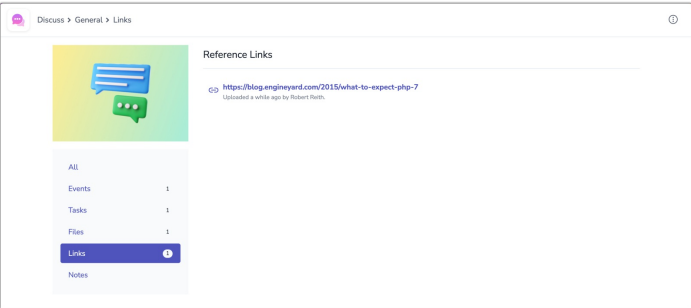 Discuss > General > Links
Reference Links
https://blog.engineyard.com/2015/what-to-expect-php-7
Uploaded a while ago by Robert Reith.
All
Events 1
Tasks 1
Files 1
Links 1
Notes